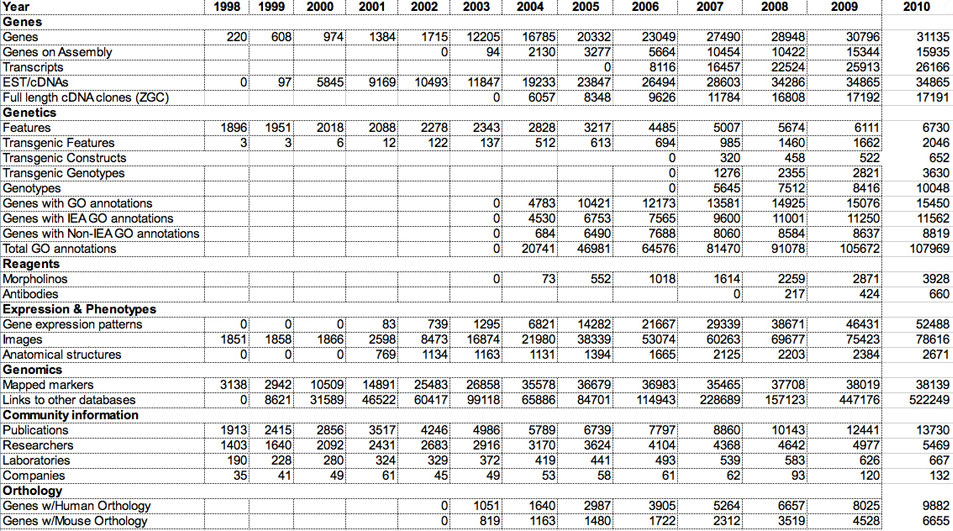 Year 1998 1999 2000 2001 2002 2003 2004 2005 2006 2007 2008 2009 2010
Genes
Genes 220 608 974 1384 1715 12205 16785 20332 23049 27490 28948 30796 31135
Genes on Assembly 0 94 2130 3277 5664 10454 10422 15344 15935
Transcripts 0 8116 16457 22524 25913 26166
EST/cDNAs 0 97 5845 9169 10493 11847 19233 23847 26494 28603 34286 34865 34865
Full length cDNA clones (ZGC) 0 6057 8348 9626 11784 16808 17192 17191
Genetics
Features 1896 1951 2018 2088 2278 2343 2828 3217 4485 5007 5674 6111 6730
Transgenic Features 3 3 6 12 122 137 512 613 694 985 1460 1662 2046
Transgenic Constructs 0 320 458 522 652
Transgenic Genotypes 0 1276 2355 2821 3630
Genotypes 0 5645 7512 8416 10048
Genes with GO annotations 0 4783 10421 12173 13581 14925 15076 15450
Genes with IEA GO annotations 0 4530 6753 7565 9600 11001 11250 11562
Genes with Non-IEA GO annotations 0 684 6490 7688 8060 8584 8637 8819
Total GO annotations 0 20741 46981 64576 81470 91078 105672 107969
Reagents
Morpholinos 0 73 552 1018 1614 2259 2871 3928
Antibodies 0 217 424 660
Expression & Phenotypes
Gene expression patterns 0 0 0 83 739 1295 6821 14282 21667 29339 38671 46431 52488
Images 1851 1858 1866 2598 8473 16874 21980 38339 53074 60263 69677 75423 78616
Anatomical structures 0 0 0 769 1134 1163 1131 1394 1665 2125 2203 2384 2671
Genomics
Mapped markers 3138 2942 10509 14891 25483 26858 35578 36679 36983 35465 37708 38019 38139
Links to other databases 0 8621 31589 46522 60417 99118 65886 84701 114943 228689 157123 447176 522249
Community information
Publications 1913 2415 2856 3517 4246 4986 5789 6739 7797 8860 10143 12441 13730
Researchers 1403 1640 2092 2431 2683 2916 3170 3624 4104 4368 4642 4977 5469
Laboratories 190 228 280 324 329 372 419 441 493 539 583 626 667
Companies 35 41 49 61 45 49 53 58 61 62 93 120 132
Orthology
Genes w/Human Orthology 0 1051 1640 2987 3905 5264 6657 8025 9882
Genes w/Mouse Orthology 0 819 1163 1480 1722 2312 3519 4528 6655